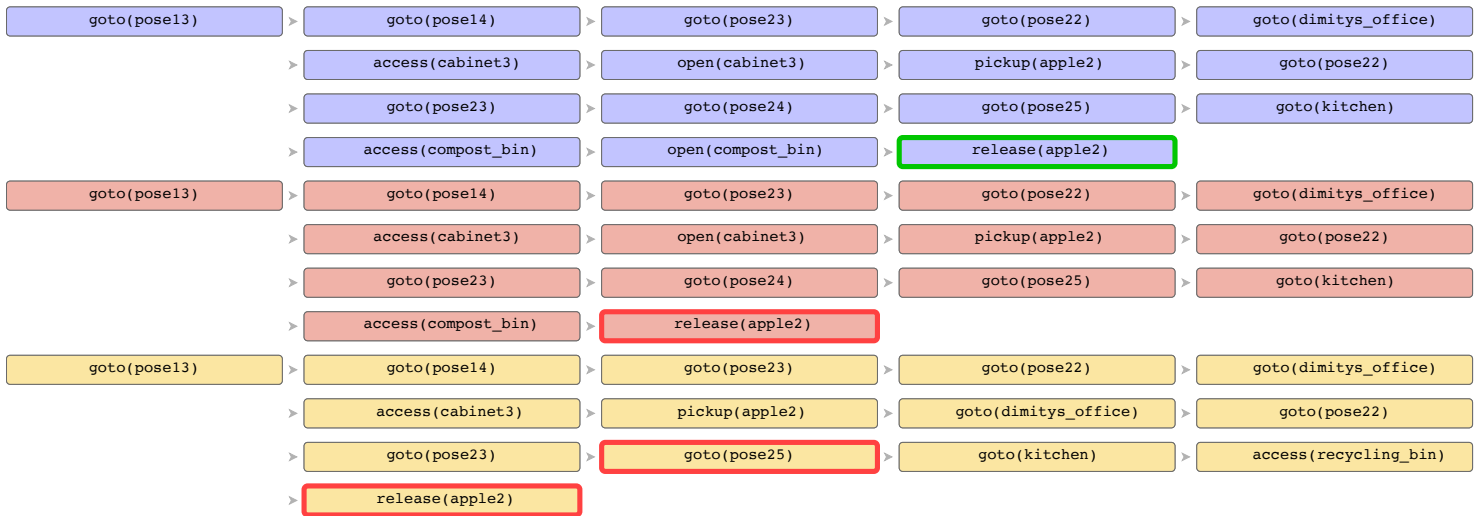 goto(pose13) goto(pose14) goto(pose23) goto(pose22) goto(dimitys_office)
access(cabinet3) open(cabinet3) pickup(apple2) goto(pose22)
goto(pose23) goto(pose24) goto(pose25) goto(kitchen)
access(compost_bin) open(compost_bin) release(apple2)
goto(pose13) goto(pose14) goto(pose23) goto(pose22) goto(dimitys_office)
access(cabinet3) open(cabinet3) pickup(apple2) goto(pose22)
goto(pose23) goto(pose24) goto(pose25) goto(kitchen)
access(compost_bin) release(apple2)
goto(pose13) goto(pose14) goto(pose23) goto(pose22) goto(dimitys_office)
access(cabinet3) pickup(apple2) goto(dimitys_office) goto(pose22)
goto(pose23) goto(pose25) goto(kitchen) access(recycling_bin)
release(apple2)